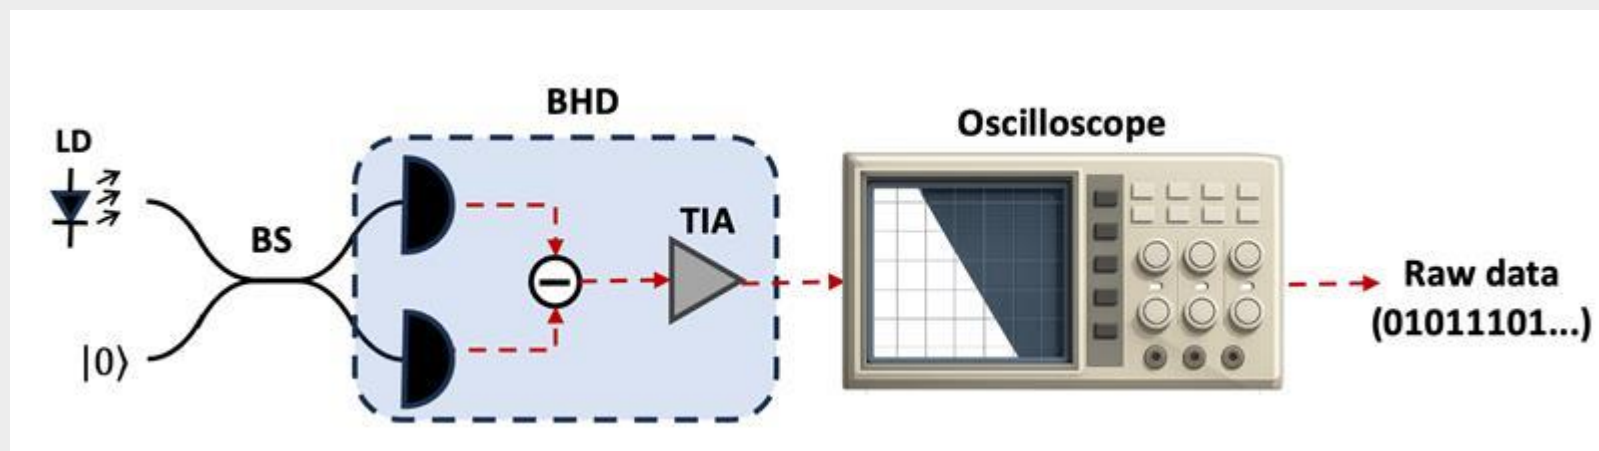 LD
|0⟩
BS
BHD
TIA
Oscilloscope
Raw data
(01011101...)